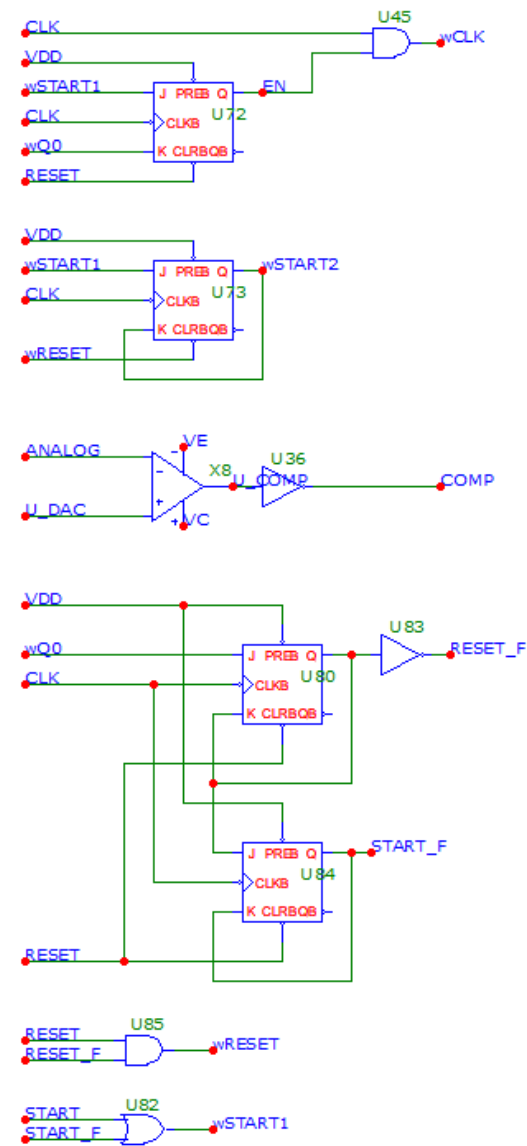 U45
CLK
wCLK
VDD
wSTART1
J PREB Q
EN
U72
CLK
CLKB
wQ0
K CLRBQB
RESET
VDD
wSTART1
J PREB Q
wSTART2
U73
CLK
CLKB
K CLRBQB
wRESET
ANALOG
VE
U36
X8
U_COMP
COMP
U_DAC
VC
VDD
U83
wQ0
J PREB Q
RESET_F
CLK
CLKB
U80
K CLRBQB
J PREB Q
START_F
U84
CLKB
K CLRBQB
RESET
U85
RESET
wRESET
RESET_F
U82
START
wSTART1
START_F